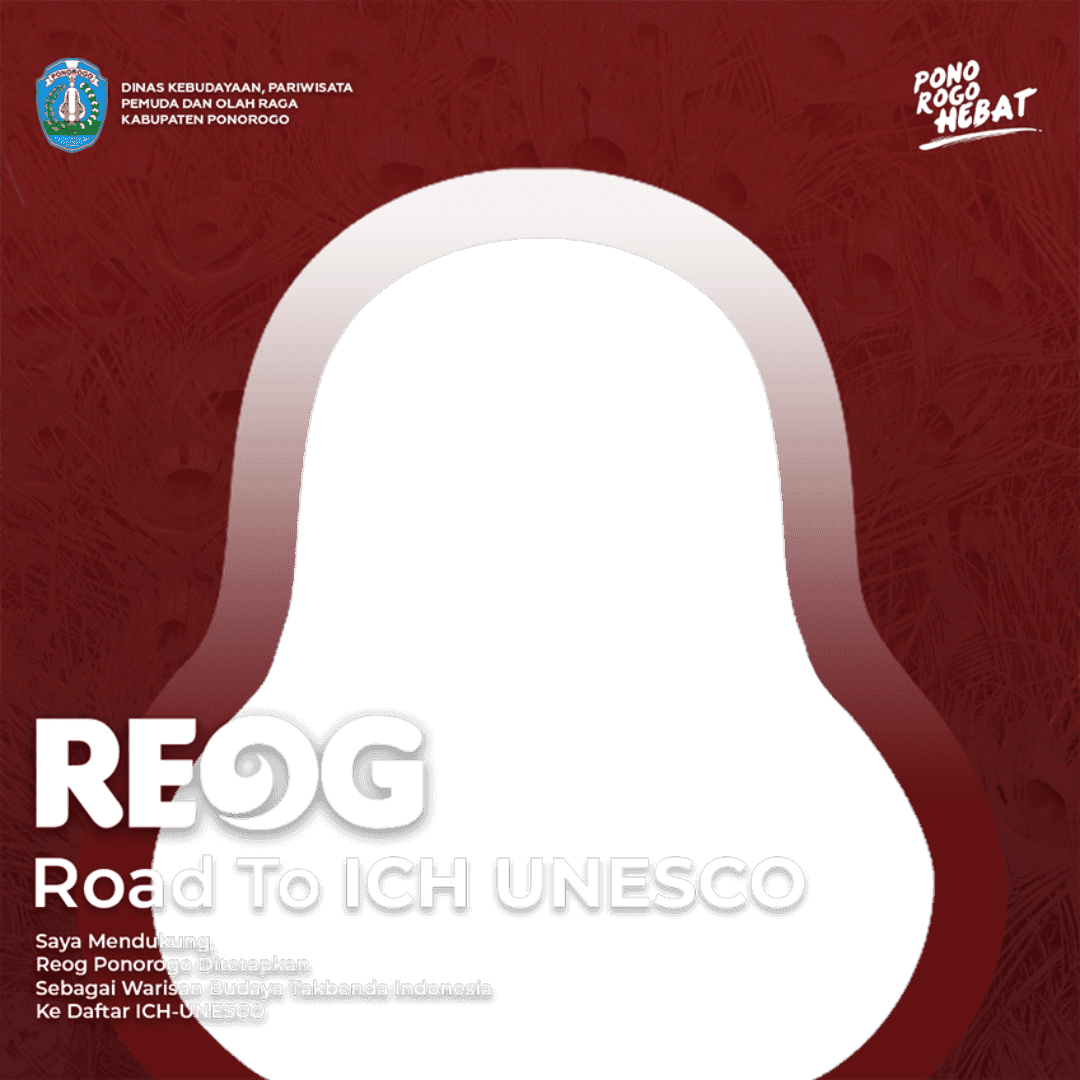 PONOROGO
DINAS KEBUDAYAAN, PARIWISATA
PEMUDA DAN OLAH RAGA
KABUPATEN PONOROGO
PONO
ROGO
HEBAT
REOG
Road To ICH UNESCO
Saya Mendukung,
Reog Ponorogo Ditetapkan
Sebagai Warisan Budaya Takbenda Indonesia
Ke Daftar ICH-UNESCO